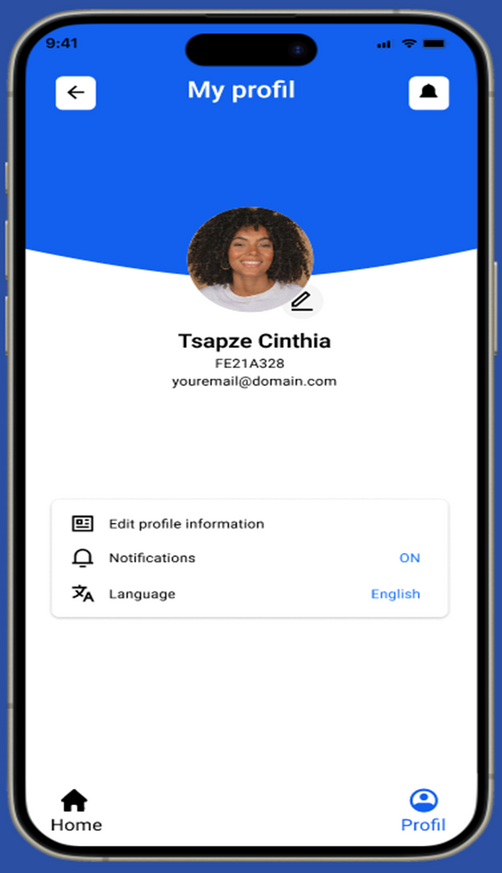 9:41
My profil
Tsapze Cinthia
FE21A328
youremail@domain.com
Edit profile information
Notifications ON
Language English
Home Profil